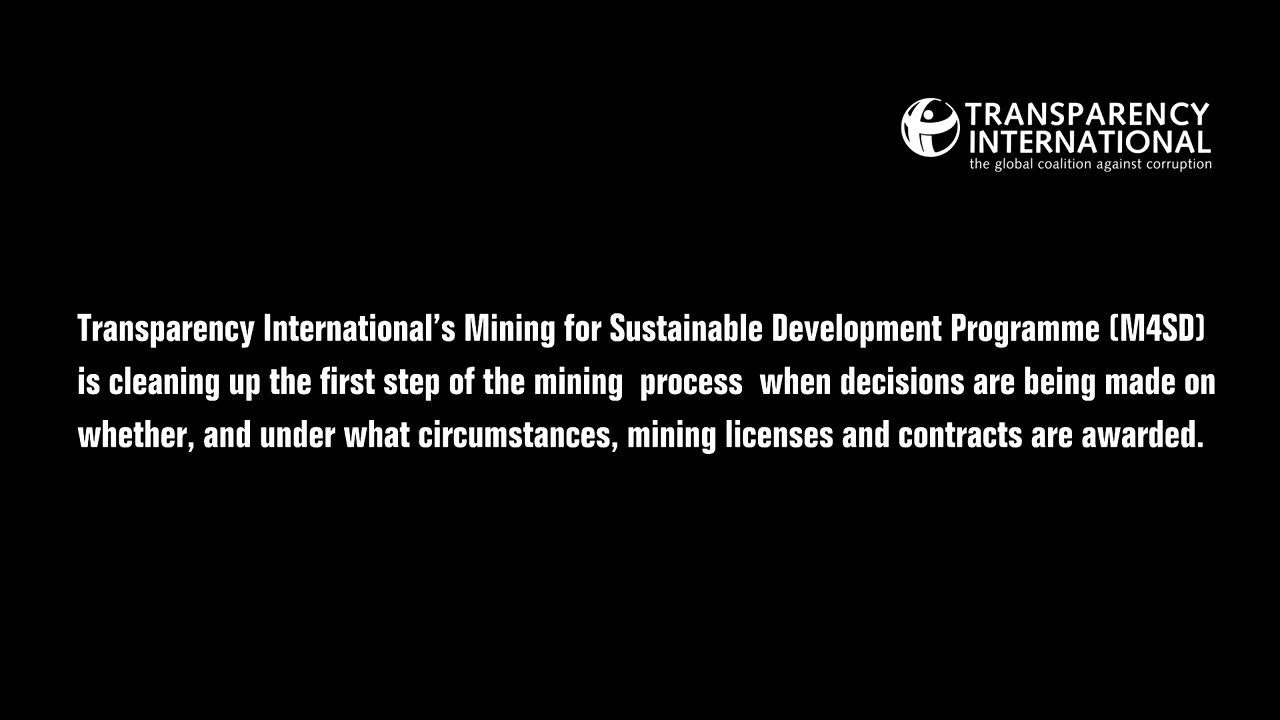 TRANSPARENCY
INTERNATIONAL
the global coalition against corruption
Transparency International’s Mining for Sustainable Development Programme (M4SD)
is cleaning up the first step of the mining  process  when decisions are being made on
whether, and under what circumstances, mining licenses and contracts are awarded.